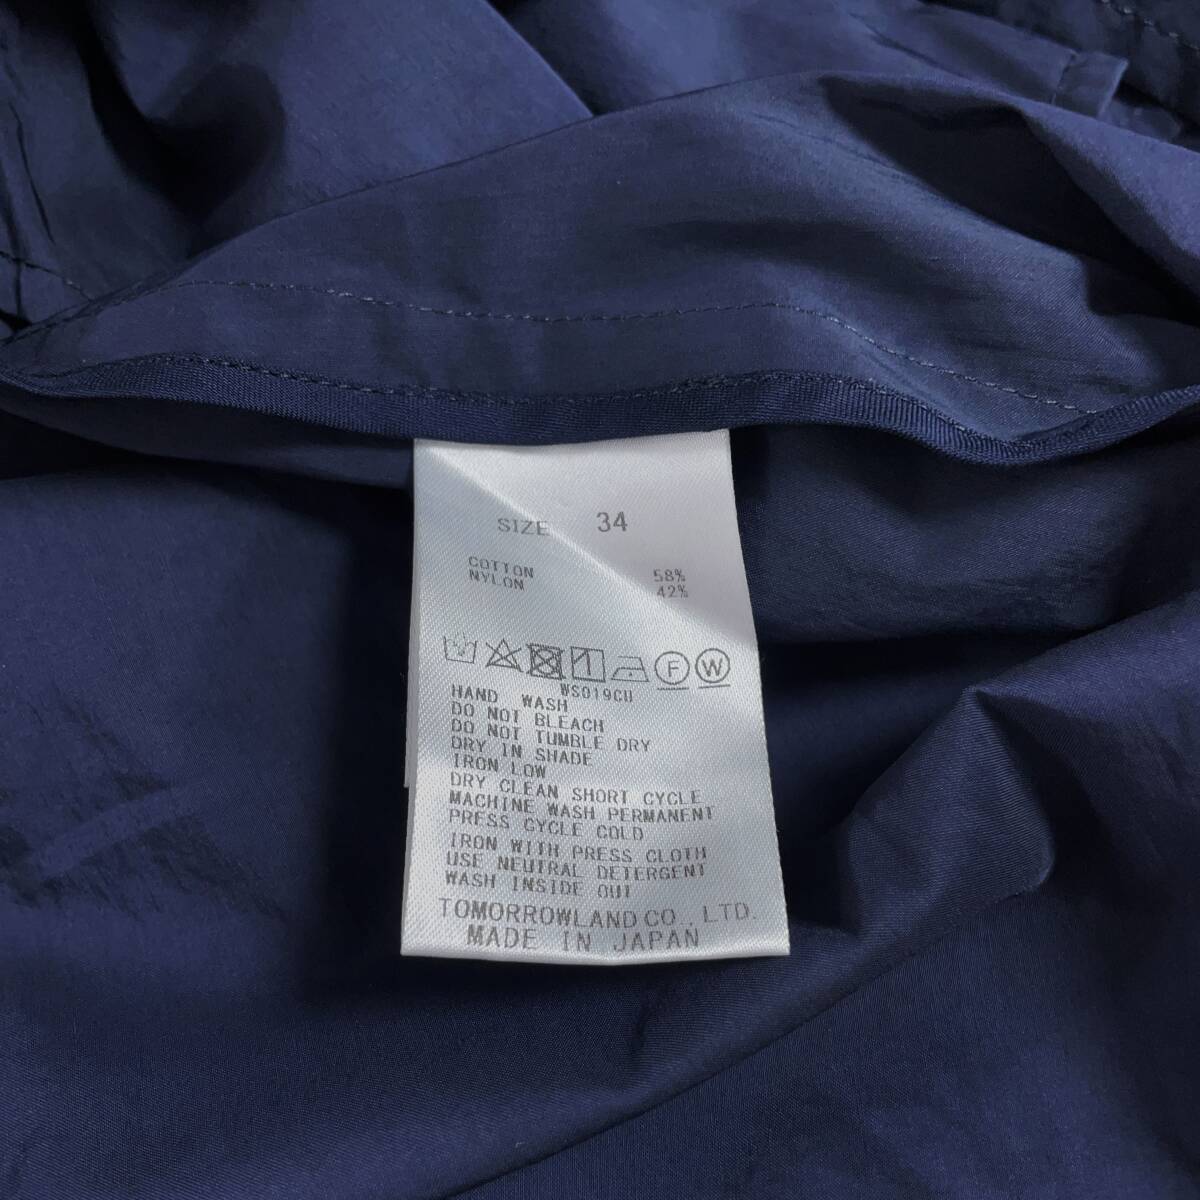 SIZE 34
COTTON 58%
NYLON 42%
F W
WS019CH
HAND WASH
DO NOT BLEACH
DO NOT TUMBLE DRY
DRY IN SHADE
IRON LOW
DRY CLEAN SHORT CYCLE
MACHINE WASH PERMANENT
PRESS CYCLE COLD
IRON WITH PRESS CLOTH
USE NEUTRAL DETERGENT
WASH INSIDE OUT
TOMORROWLAND CO., LTD.
MADE IN JAPAN